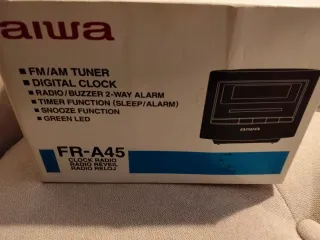 aiwa
■ FM/AM TUNER
■ DIGITAL CLOCK
■ RADIO/BUZZER 2-WAY ALARM
■ TIMER FUNCTION (SLEEP/ALARM)
■ SNOOZE FUNCTION
■ GREEN LED
aiwa
FR-A45
CLOCK RADIO
RADIO REVEIL
RADIO RELOJ